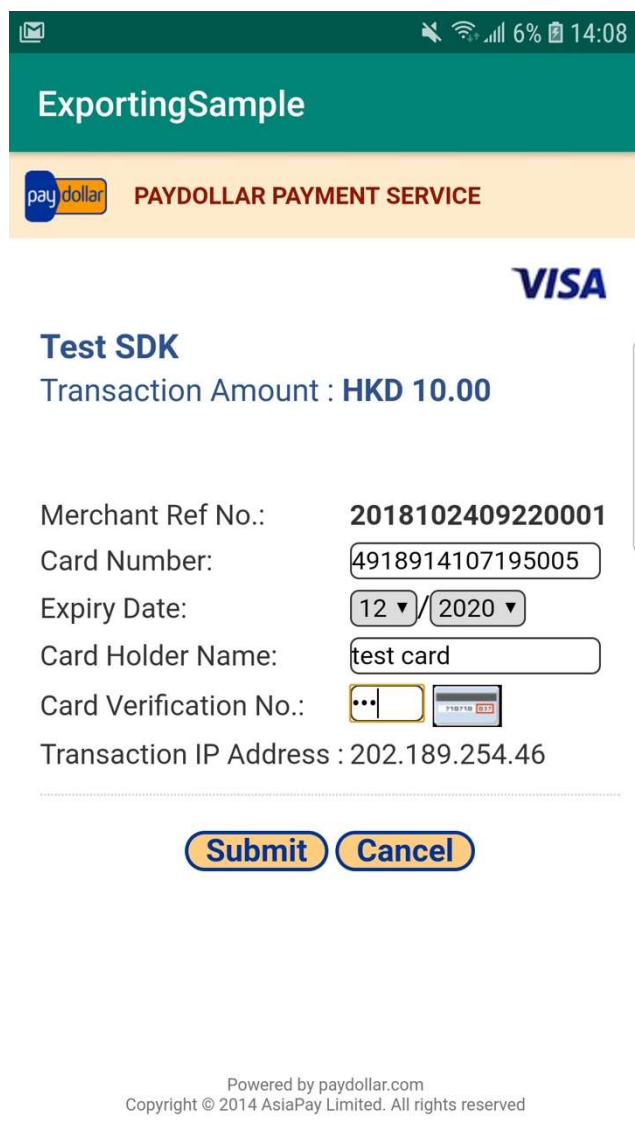 6% 14:08
ExportingSample
pay dollar PAYDOLLAR PAYMENT SERVICE
VISA
Test SDK
Transaction Amount : HKD 10.00
Merchant Ref No.: 2018102409220001
Card Number: 4918914107195005
Expiry Date: 12 / 2020
Card Holder Name: test card
Card Verification No.: •••
Transaction IP Address : 202.189.254.46
Submit Cancel
Powered by paydollar.com
Copyright © 2014 AsiaPay Limited. All rights reserved